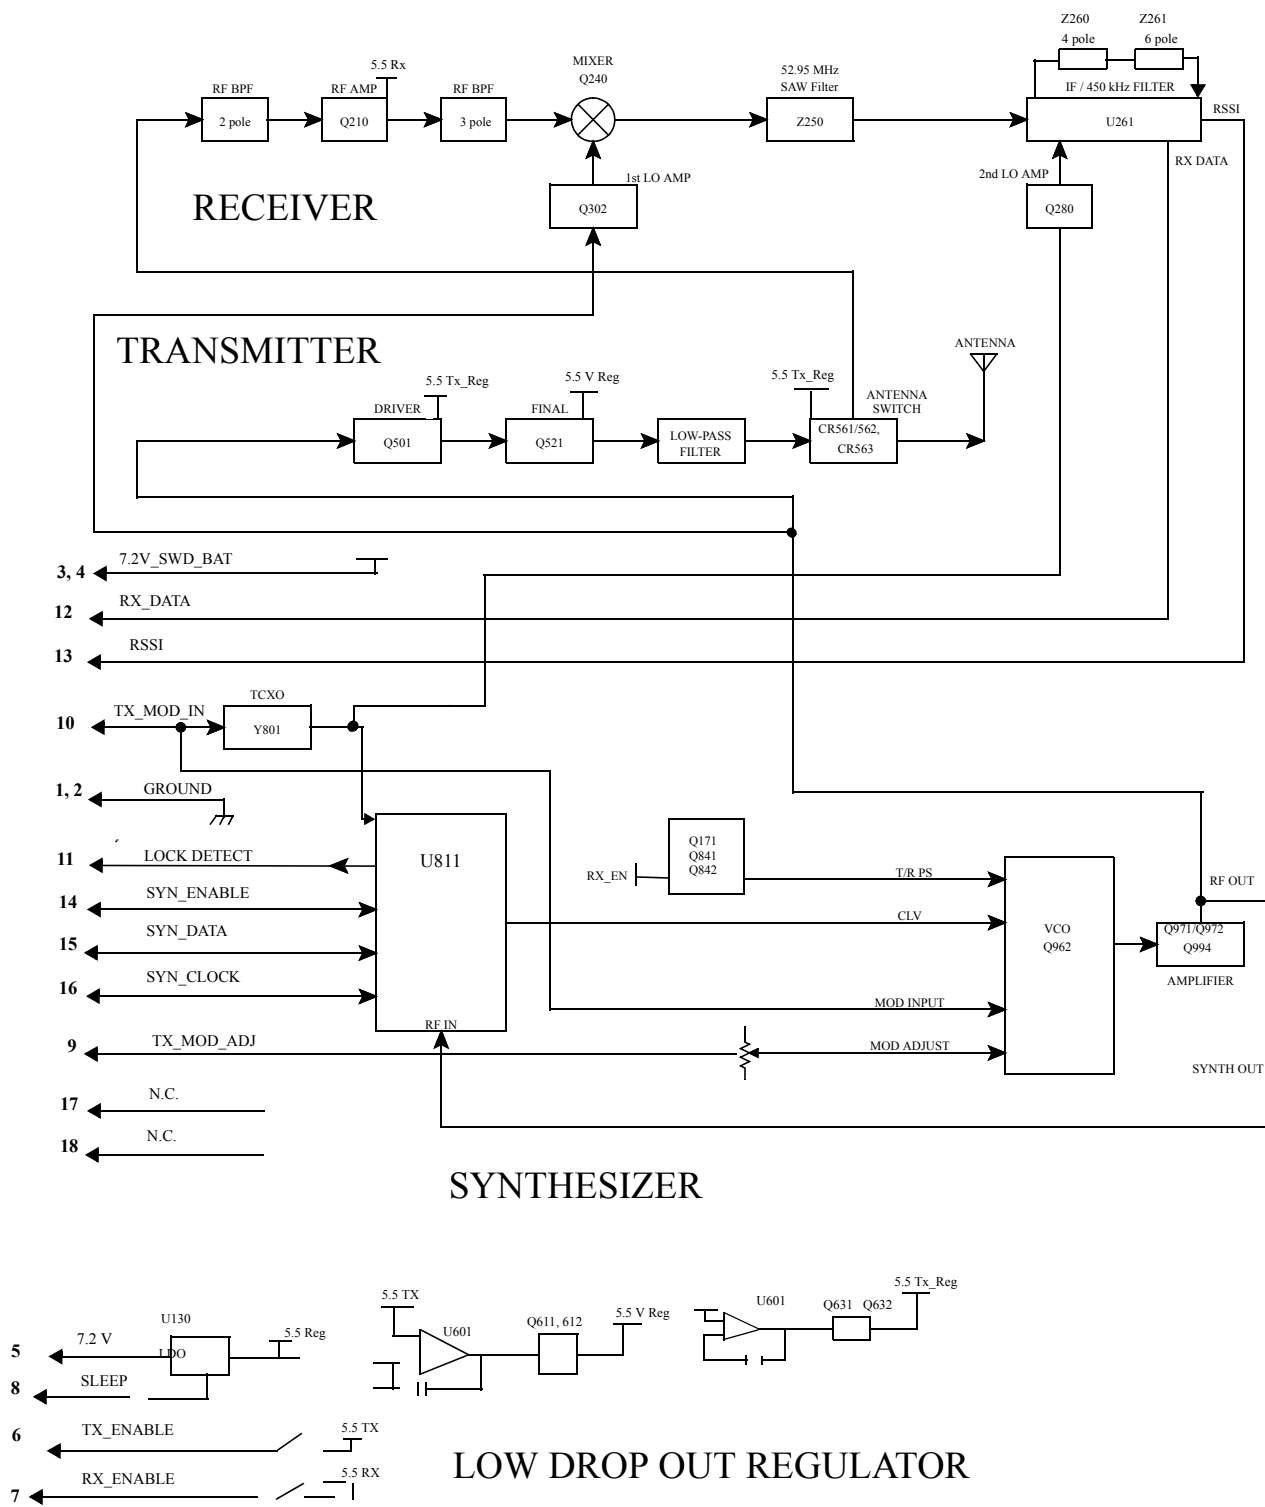 Z260
4 pole
Z261
6 pole
IF / 450 kHz FILTER
U261
RSSI
RX DATA
RF BPF
2 pole
RF AMP
5.5 Rx
Q210
RF BPF
3 pole
MIXER
Q240
52.95 MHz
SAW Filter
Z250
1st LO AMP
Q302
2nd LO AMP
Q280
RECEIVER
TRANSMITTER
DRIVER
5.5 Tx_Reg
Q501
FINAL
5.5 V Reg
Q521
LOW-PASS
FILTER
5.5 Tx_Reg
ANTENNA
SWITCH
CR561/562,
CR563
ANTENNA
3, 4
7.2V_SWD_BAT
12
RX_DATA
13
RSSI
10
TX_MOD_IN
TCXO
Y801
1, 2
GROUND
11
LOCK DETECT
14
SYN_ENABLE
15
SYN_DATA
16
SYN_CLOCK
9
TX_MOD_ADJ
17
N.C.
18
N.C.
U811
RF IN
RX_EN
Q171
Q841
Q842
T/R PS
CLV
MOD INPUT
MOD ADJUST
VCO
Q962
Q971/Q972
Q994
AMPLIFIER
RF OUT
SYNTH OUT
SYNTHESIZER
5
7.2 V
U130
LDO
5.5 Reg
8
SLEEP
6
TX_ENABLE
5.5 TX
7
RX_ENABLE
5.5 RX
5.5 TX
U601
Q611, 612
5.5 V Reg
U601
Q631 Q632
5.5 Tx_Reg
LOW DROP OUT REGULATOR